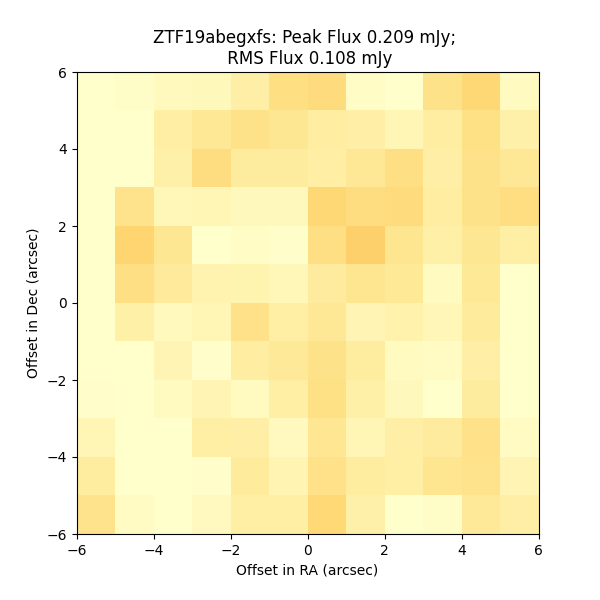 ZTF19abegxfs: Peak Flux 0.209 mJy;
RMS Flux 0.108 mJy
6
4
2
0
−2
−4
−6
Offset in Dec (arcsec)
−6 −4 −2 0 2 4 6
Offset in RA (arcsec)